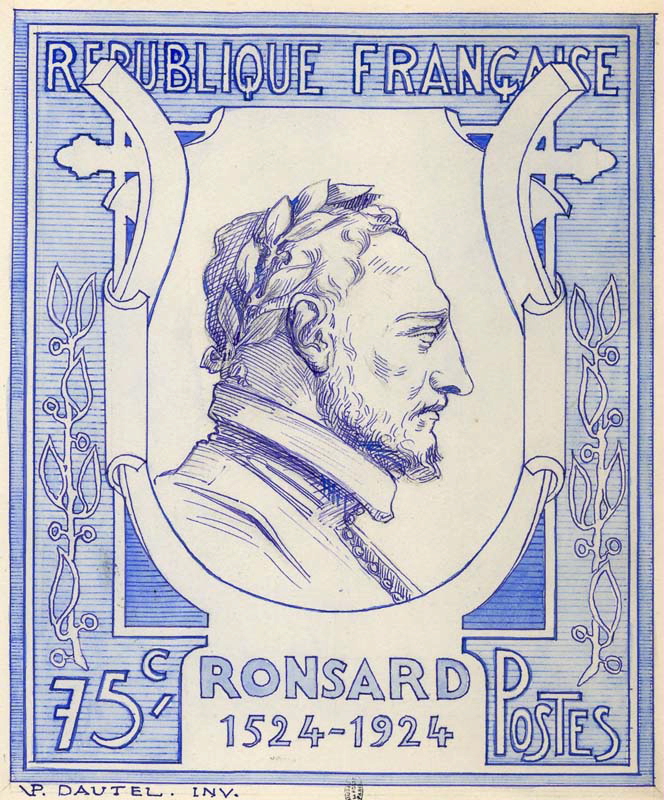 REPUBLIQUE FRANÇAISE
75c
RONSARD
1524-1924
POSTES
P. DAUTEL. INV.